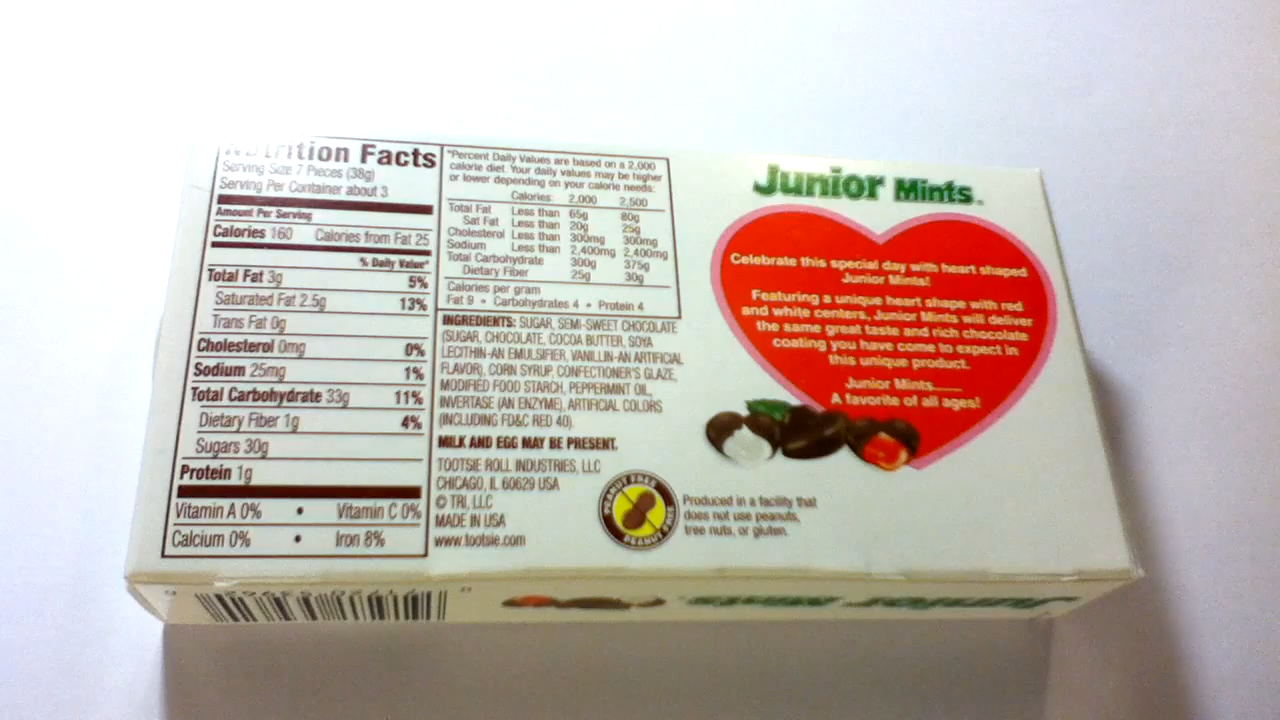 Nutrition Facts
Serving Size 7 Pieces (38g)
Serving Per Container about 3
Amount Per Serving
Calories 160 Calories from Fat 25
% Daily Value*
Total Fat 3g 5%
Saturated Fat 2.5g 13%
Trans Fat 0g
Cholesterol 0mg 0%
Sodium 25mg 1%
Total Carbohydrate 33g 11%
Dietary Fiber 1g 4%
Sugars 30g
Protein 1g
Vitamin A 0% • Vitamin C 0%
Calcium 0% • Iron 8%
*Percent Daily Values are based on a 2,000
calorie diet. Your daily values may be higher
or lower depending on your calorie needs:
Calories: 2,000 2,500
Total Fat Less than 65g 80g
Sat Fat Less than 20g 25g
Cholesterol Less than 300mg 300mg
Sodium Less than 2,400mg 2,400mg
Total Carbohydrate 300g 375g
Dietary Fiber 25g 30g
Calories per gram
Fat 9 • Carbohydrates 4 • Protein 4
INGREDIENTS: SUGAR, SEMI-SWEET CHOCOLATE
(SUGAR, CHOCOLATE, COCOA BUTTER, SOYA
LECITHIN-AN EMULSIFIER, VANILLIN-AN ARTIFICIAL
FLAVOR), CORN SYRUP, CONFECTIONER'S GLAZE,
MODIFIED FOOD STARCH, PEPPERMINT OIL,
INVERTASE (AN ENZYME), ARTIFICIAL COLORS
(INCLUDING FD&C RED 40).
MILK AND EGG MAY BE PRESENT.
TOOTSIE ROLL INDUSTRIES, LLC
CHICAGO, IL 60629 USA
© TRI, LLC
MADE IN USA
www.tootsie.com
PEANUT FREE
PEANUT FREE
Produced in a facility that
does not use peanuts,
tree nuts, or gluten.
Junior Mints.
Celebrate this special day with heart shaped
Junior Mints!
Featuring a unique heart shape with red
and white centers, Junior Mints will deliver
the same great taste and rich chocolate
coating you have come to expect in
this unique product.
Junior Mints......
A favorite of all ages!
Junior Mints